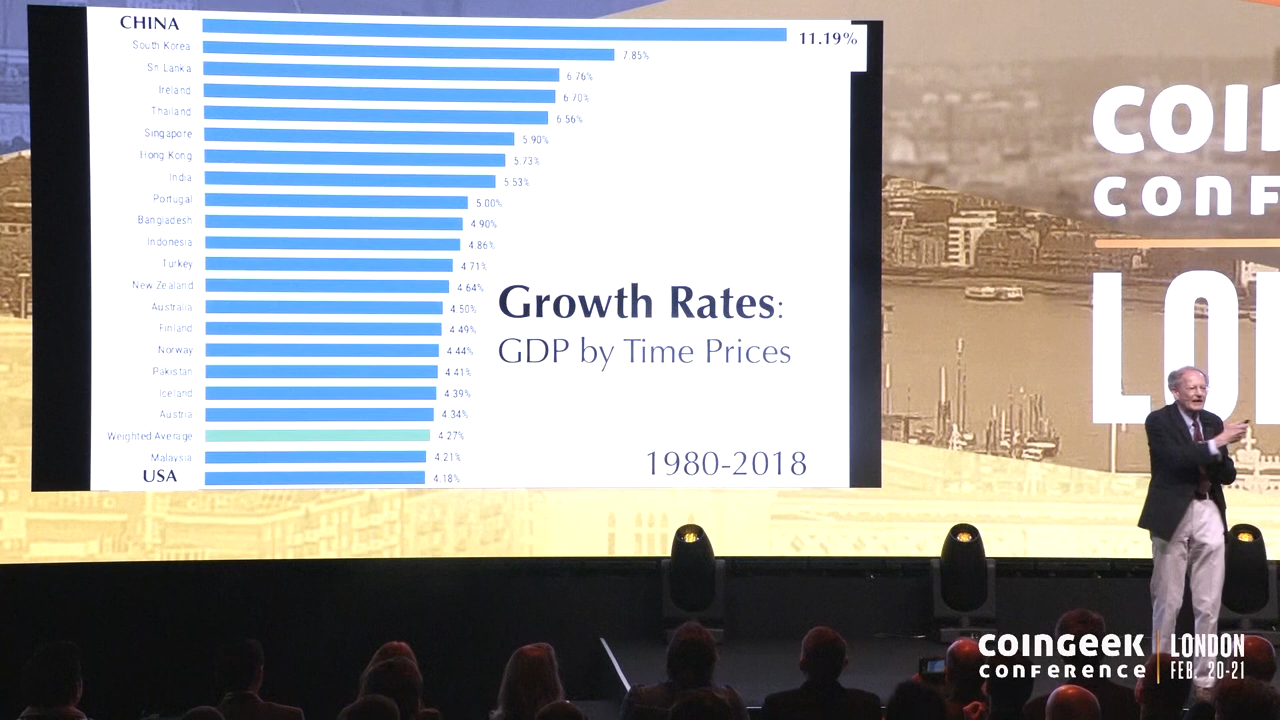 CHINA 11.19%
South Korea 7.85%
Sri Lanka 6.76%
Ireland 6.70%
Thailand 6.56%
Singapore 5.90%
Hong Kong 5.73%
India 5.53%
Portugal 5.00%
Bangladesh 4.90%
Indonesia 4.86%
Turkey 4.71%
New Zealand 4.64%
Australia 4.50%
Finland 4.49%
Norway 4.44%
Pakistan 4.41%
Iceland 4.39%
Austria 4.34%
Weighted Average 4.27%
Malaysia 4.21%
USA 4.18%
Growth Rates:
GDP by Time Prices
1980-2018
COI
CONF
LO
COINGEEK
CONFERENCE
LONDON
FEB. 20-21